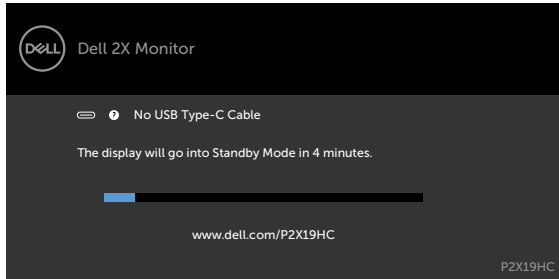 DELL
Dell 2X Monitor
? No USB Type-C Cable
The display will go into Standby Mode in 4 minutes.
www.dell.com/P2X19HC
P2X19HC